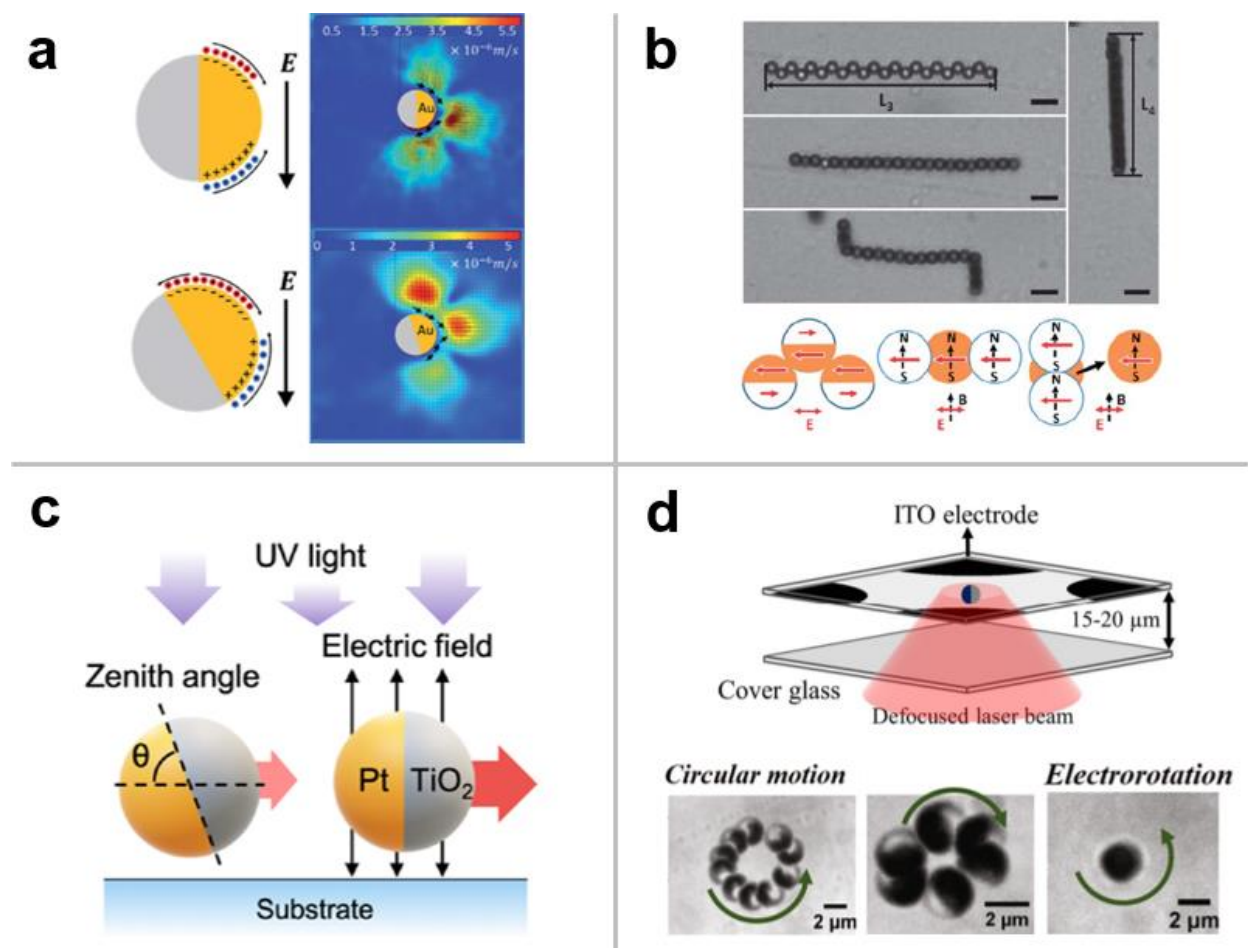 a
E
0.5 1.5 2.5 3.5 4.5 5.5
× 10⁻⁶ m/s
Au
E
0 1 2 3 4 5
× 10⁻⁶ m/s
Au
b
L₃
L₄
N N N
S S S
E
B
E
N
S
N
S
N
S
B
E
c
UV light
Electric field
Zenith angle
θ
Pt TiO₂
Substrate
d
ITO electrode
15-20 µm
Cover glass
Defocused laser beam
Circular motion Electrorotation
2 µm 2 µm 2 µm